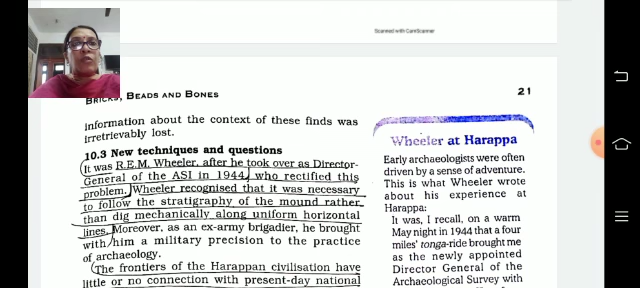 Scanned with CamScanner
BRICKS, BEADS AND BONES 21
information about the context of these finds was
irretrievably lost.
10.3 New techniques and questions
It was R.E.M. Wheeler, after he took over as Director-
General of the ASI in 1944, who rectified this
problem. Wheeler recognised that it was necessary
to follow the stratigraphy of the mound rather
than dig mechanically along uniform horizontal
lines. Moreover, as an ex-army brigadier, he brought
with him a military precision to the practice
of archaeology.
The frontiers of the Harappan civilisation have
little or no connection with present-day national
Wheeler at Harappa
Early archaeologists were often
driven by a sense of adventure.
This is what Wheeler wrote
about his experience at
Harappa:
It was, I recall, on a warm
May night in 1944 that a four
miles' tonga-ride brought me
as the newly appointed
Director General of the
Archaeological Survey with